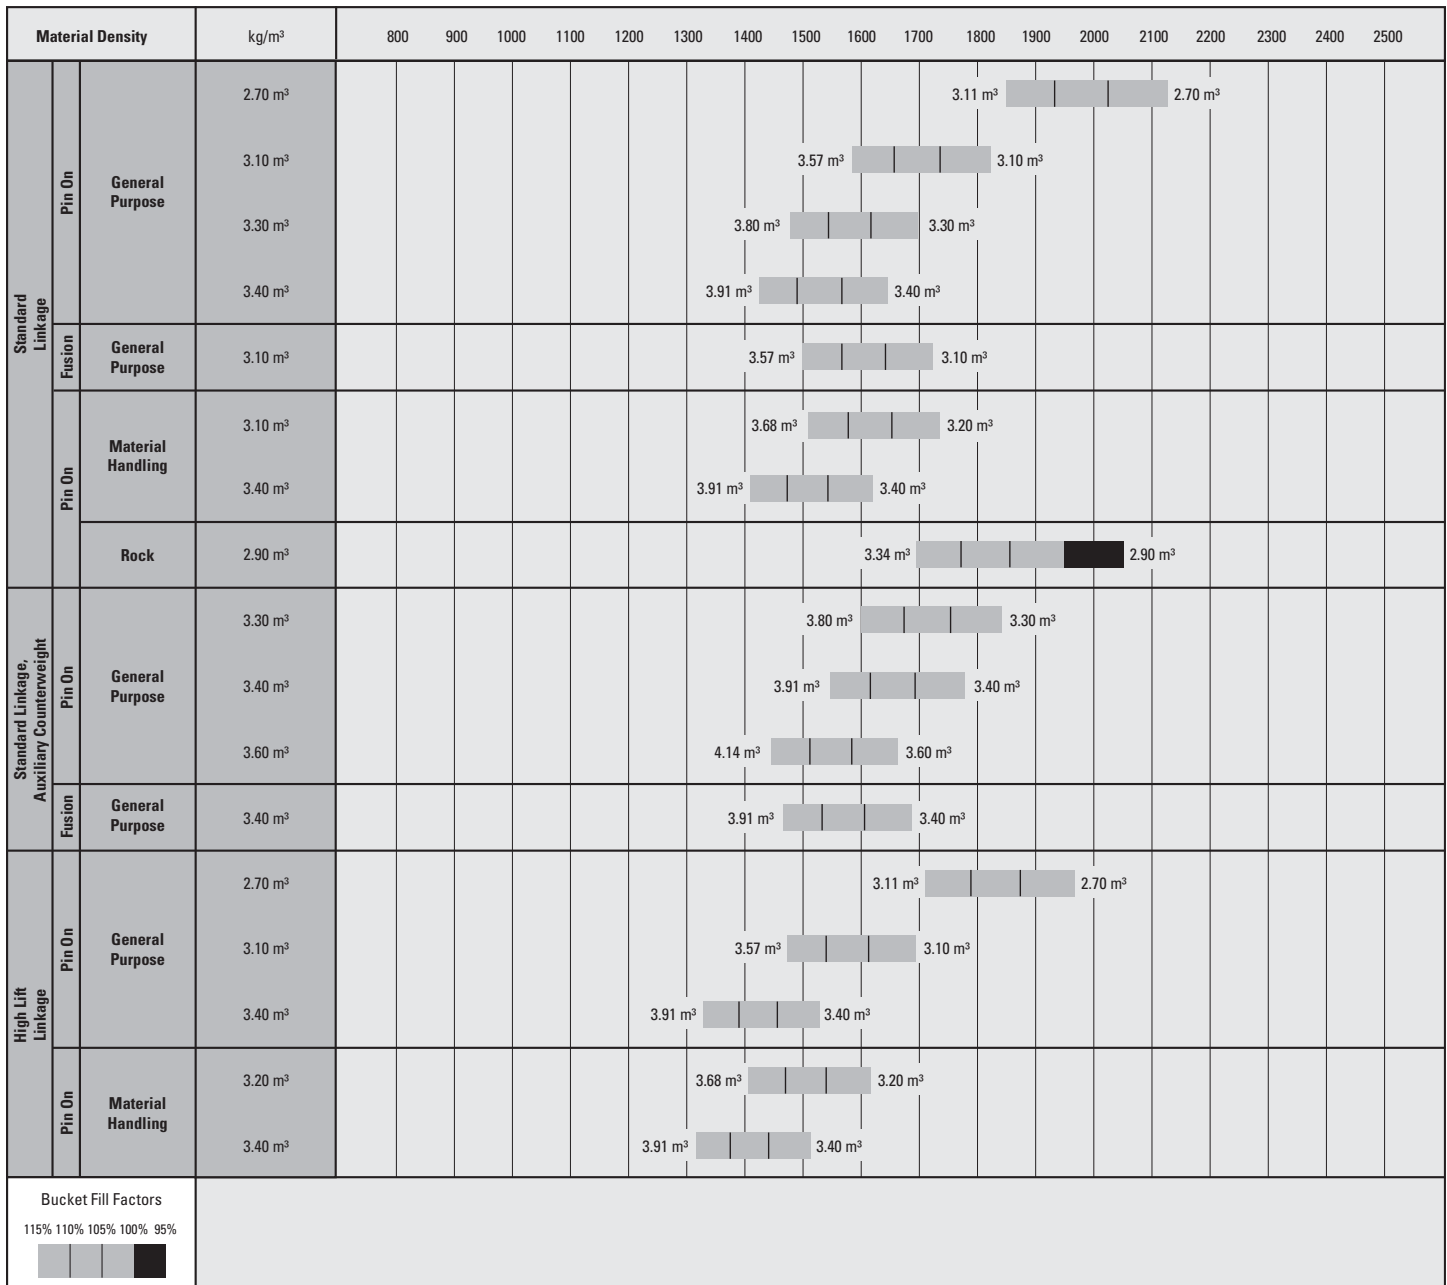 Material Density kg/m³ 800 900 1000 1100 1200 1300 1400 1500 1600 1700 1800 1900 2000 2100 2200 2300 2400 2500
Standard
Linkage
Pin On
General
Purpose
2.70 m³ 3.11 m³ 2.70 m³
3.10 m³ 3.57 m³ 3.10 m³
3.30 m³ 3.80 m³ 3.30 m³
3.40 m³ 3.91 m³ 3.40 m³
Fusion
General
Purpose
3.10 m³ 3.57 m³ 3.10 m³
Pin On
Material
Handling
3.10 m³ 3.68 m³ 3.20 m³
3.40 m³ 3.91 m³ 3.40 m³
Rock 2.90 m³ 3.34 m³ 2.90 m³
Standard Linkage,
Auxiliary Counterweight
Pin On
General
Purpose
3.30 m³ 3.80 m³ 3.30 m³
3.40 m³ 3.91 m³ 3.40 m³
3.60 m³ 4.14 m³ 3.60 m³
Fusion
General
Purpose
3.40 m³ 3.91 m³ 3.40 m³
High Lift
Linkage
Pin On
General
Purpose
2.70 m³ 3.11 m³ 2.70 m³
3.10 m³ 3.57 m³ 3.10 m³
3.40 m³ 3.91 m³ 3.40 m³
Pin On
Material
Handling
3.20 m³ 3.68 m³ 3.20 m³
3.40 m³ 3.91 m³ 3.40 m³
Bucket Fill Factors
115% 110% 105% 100% 95%